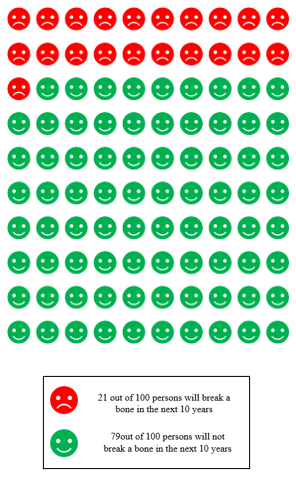 21 out of 100 persons will break a
bone in the next 10 years
79out of 100 persons will not
break a bone in the next 10 years